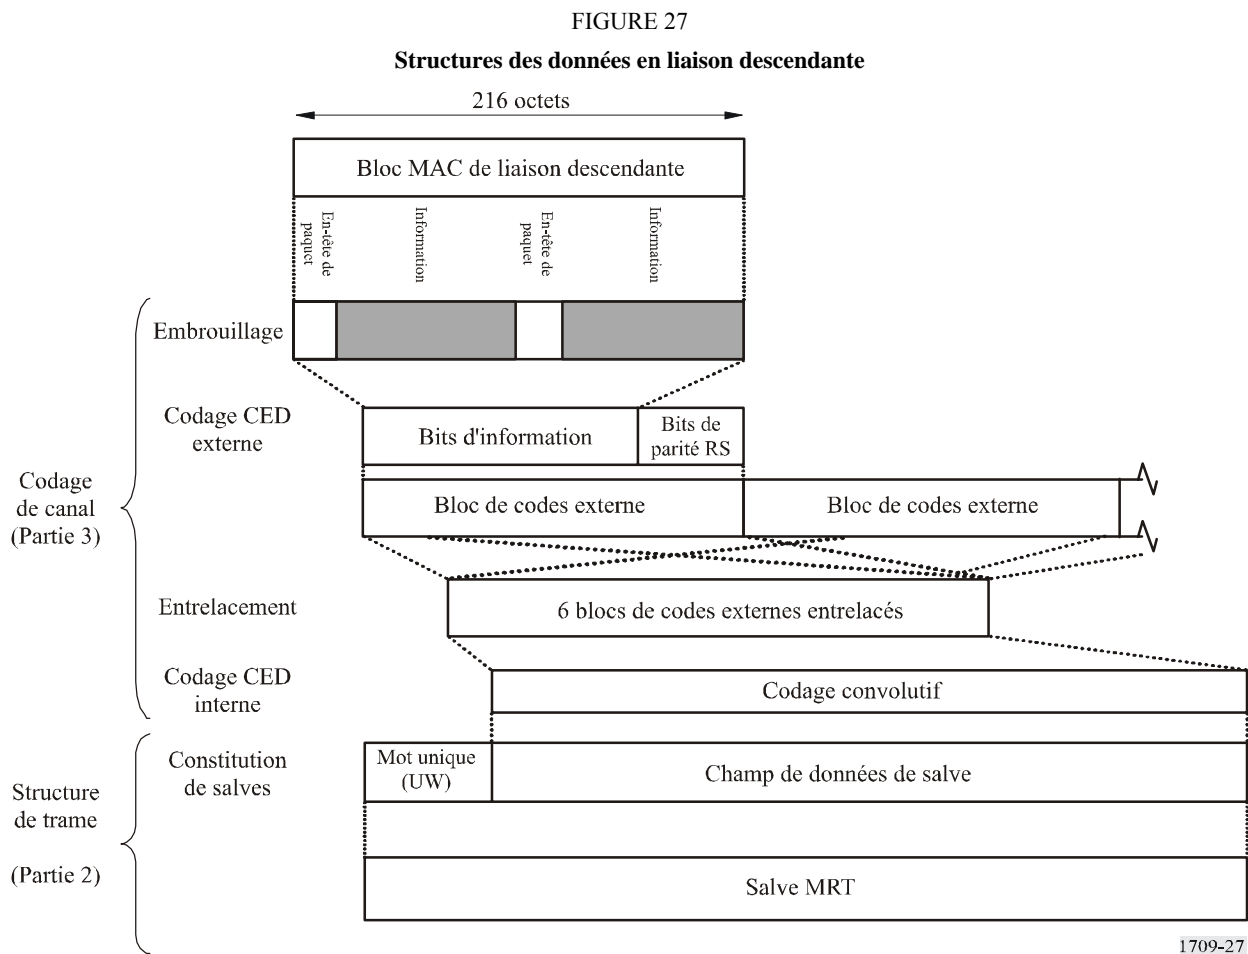 FIGURE 27
Structures des données en liaison descendante
216 octets
Bloc MAC de liaison descendante
En-tête de
paquet
Information
En-tête de
paquet
Information
Embrouillage
Codage CED
externe
Bits d'information
Bits de
parité RS
Codage
de canal
(Partie 3)
Bloc de codes externe
Bloc de codes externe
Entrelacement
6 blocs de codes externes entrelacés
Codage CED
interne
Codage convolutif
Constitution
de salves
Mot unique
(UW)
Champ de données de salve
Structure
de trame
(Partie 2)
Salve MRT
1709-27